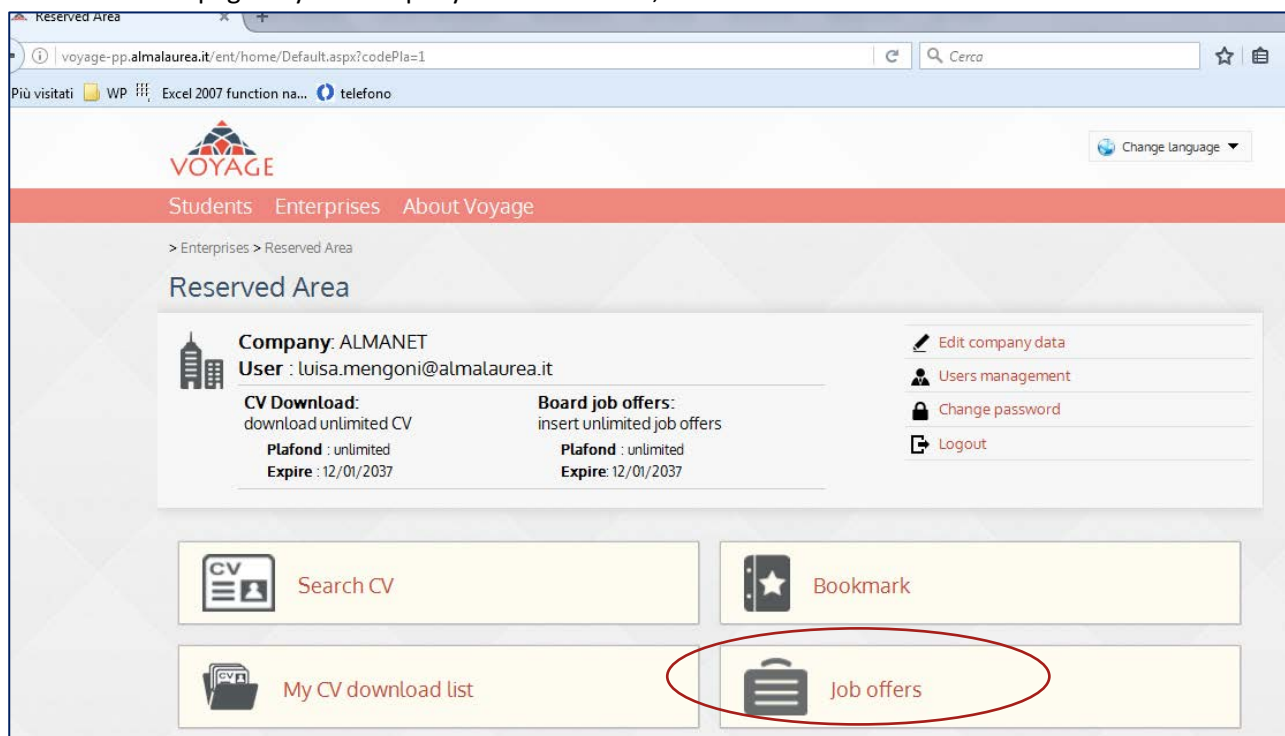 Reserved Area × +
voyage-pp.almalaurea.it/ent/home/Default.aspx?codePla=1 Cerca
Più visitati WP Excel 2007 function na... telefono
VOYAGE
Change language
Students Enterprises About Voyage
> Enterprises > Reserved Area
Reserved Area
Company: ALMANET
User : luisa.mengoni@almalaurea.it
CV Download:
download unlimited CV
Plafond : unlimited
Expire : 12/01/2037
Board job offers:
insert unlimited job offers
Plafond : unlimited
Expire: 12/01/2037
Edit company data
Users management
Change password
Logout
CV
Search CV
Bookmark
CV
My CV download list
Job offers